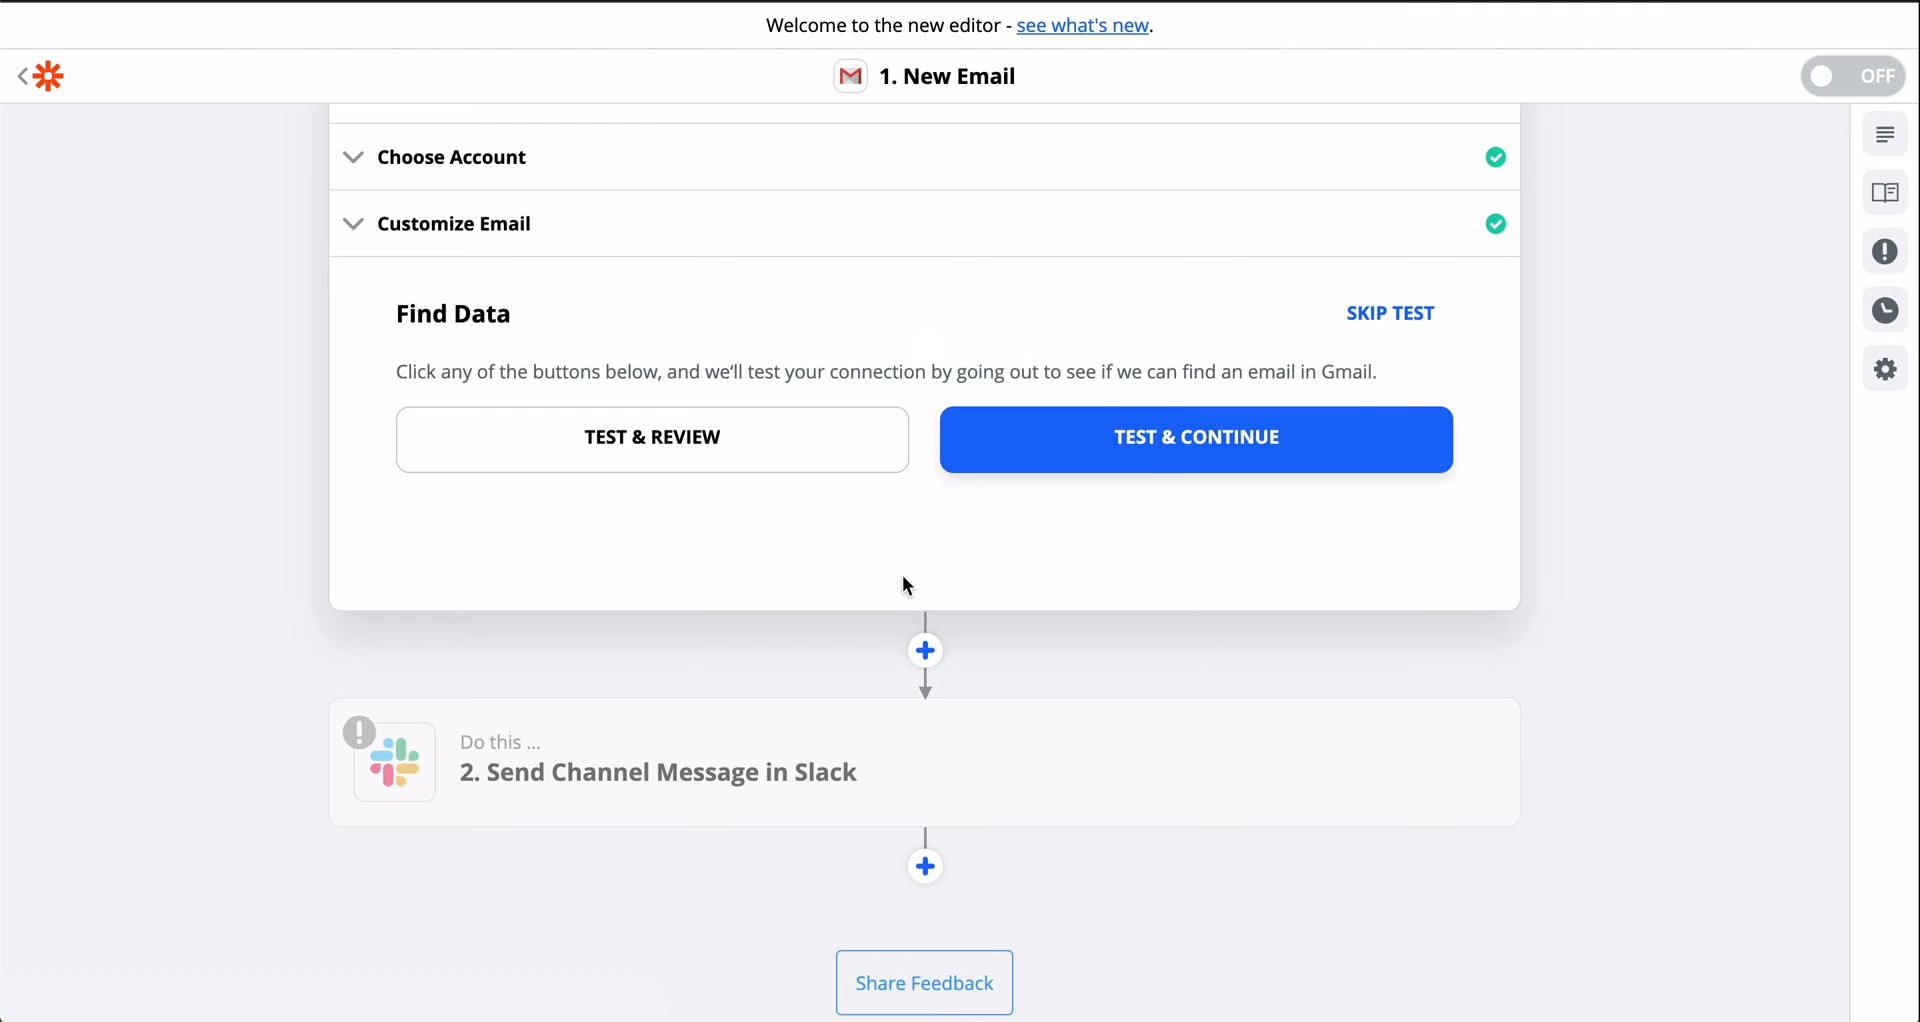 Welcome to the new editor - see what's new.
1. New Email
OFF
Choose Account
Customize Email
Find Data
SKIP TEST
Click any of the buttons below, and we'll test your connection by going out to see if we can find an email in Gmail.
TEST & REVIEW
TEST & CONTINUE
Do this ...
2. Send Channel Message in Slack
Share Feedback